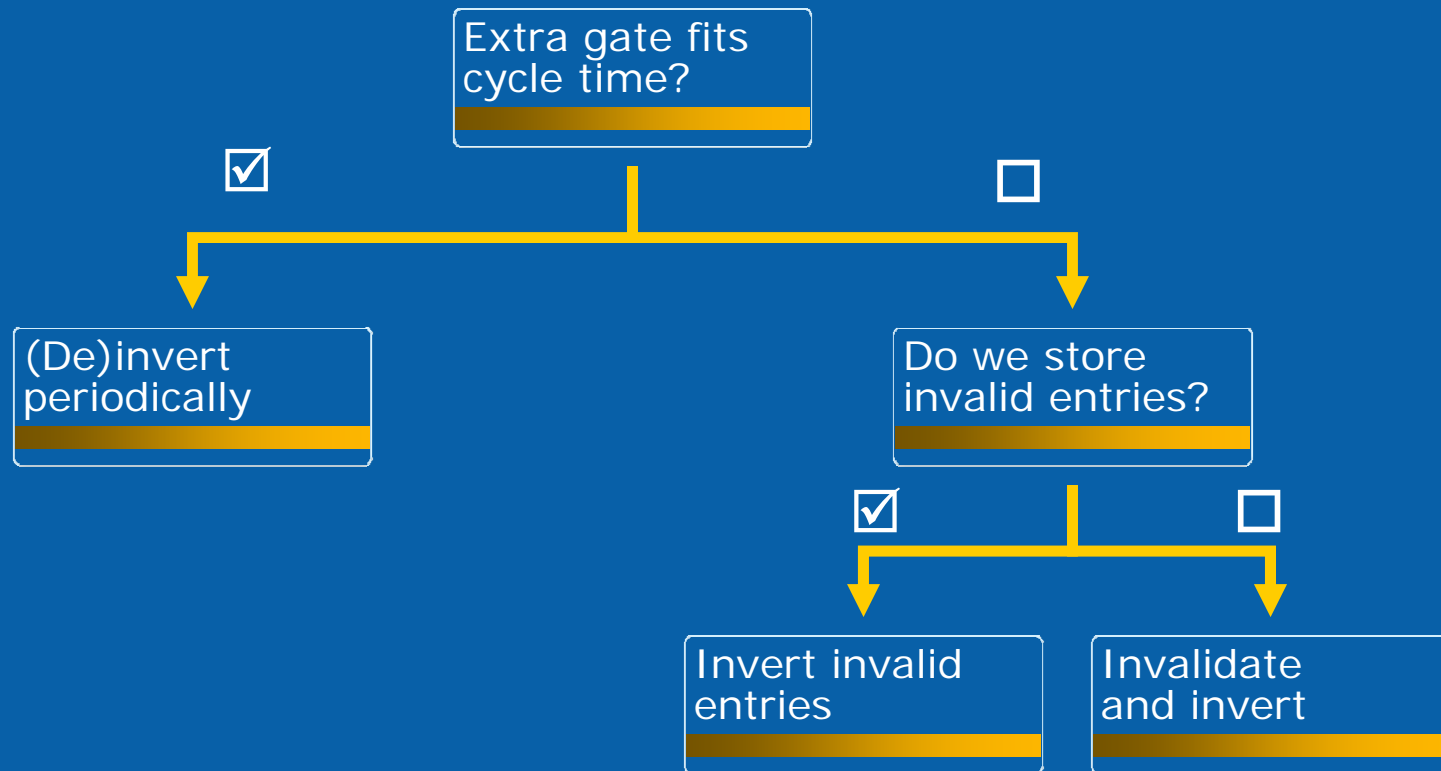 Extra gate fits
cycle time?
(De)invert
periodically
Do we store
invalid entries?
Invert invalid
entries
Invalidate
and invert